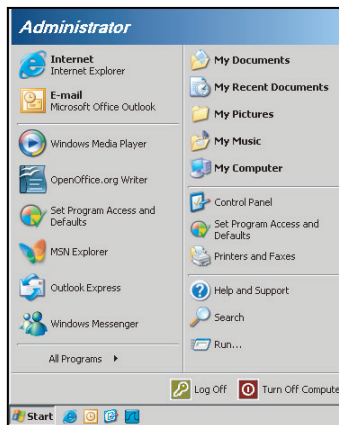 Administrator
Internet
Internet Explorer
E-mail
Microsoft Office Outlook
Windows Media Player
OpenOffice.org Writer
Set Program Access and
Defaults
MSN Explorer
Outlook Express
Windows Messenger
All Programs
My Documents
My Recent Documents
My Pictures
My Music
My Computer
Control Panel
Set Program Access and
Defaults
Printers and Faxes
Help and Support
Search
Run...
Log Off
Turn Off Compute
Start